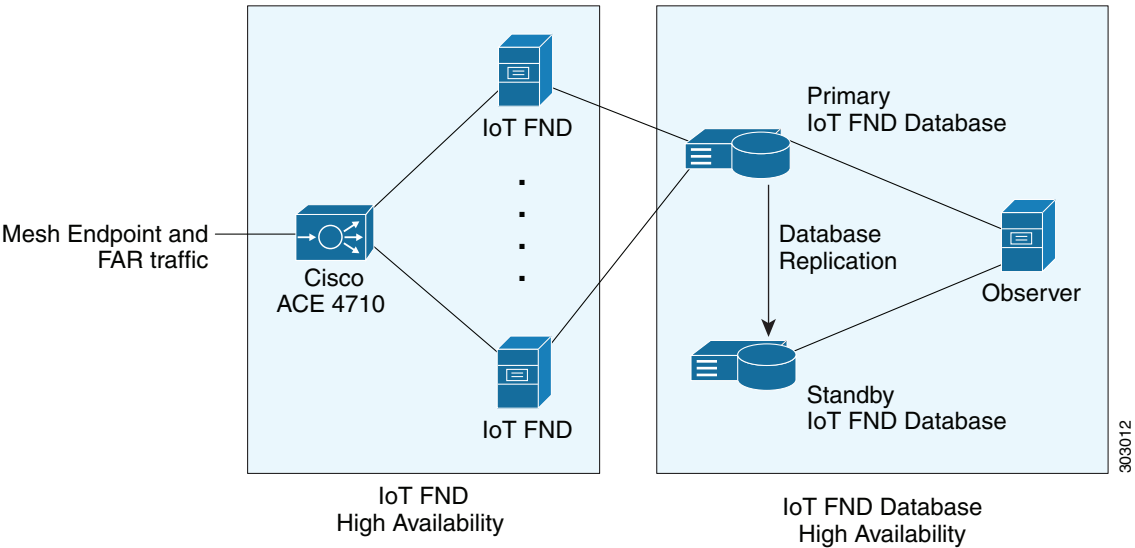 IoT FND
Primary
IoT FND Database
Mesh Endpoint and
FAR traffic
Cisco
ACE 4710
Database
Replication
Observer
IoT FND
Standby
IoT FND Database
303012
IoT FND
High Availability
IoT FND Database
High Availability